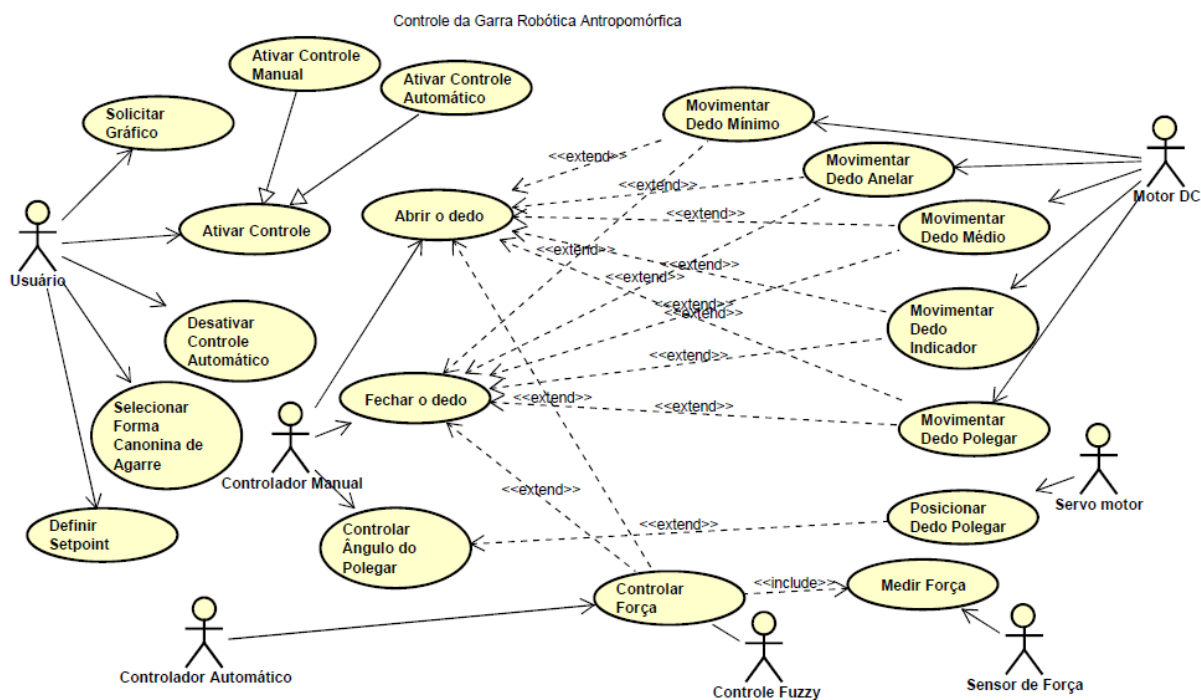 Controle da Garra Robótica Antropomórfica
Ativar Controle
Manual
Ativar Controle
Automático
Solicitar
Gráfico
Movimentar
Dedo Mínimo
<<extend>>
Movimentar
Dedo Anelar
Motor DC
<<extend>>
Abrir o dedo
Ativar Controle
<<extend>>
Movimentar
Dedo Médio
Usuário
<<extend>>
<<extend>>
<<extend>>
<<extend>>
<<extend>>
Desativar
Controle
Automático
Movimentar
Dedo
Indicador
<<extend>>
Fechar o dedo
<<extend>>
<<extend>>
Movimentar
Dedo Polegar
Selecionar
Forma
Canonina de
Agarre
Controlador Manual
<<extend>>
Servo motor
Posicionar
Dedo Polegar
Definir
Setpoint
Controlar
Ângulo do
Polegar
<<extend>>
Controlar
Força
<<include>>
Medir Força
Controlador Automático
Controle Fuzzy
Sensor de Força